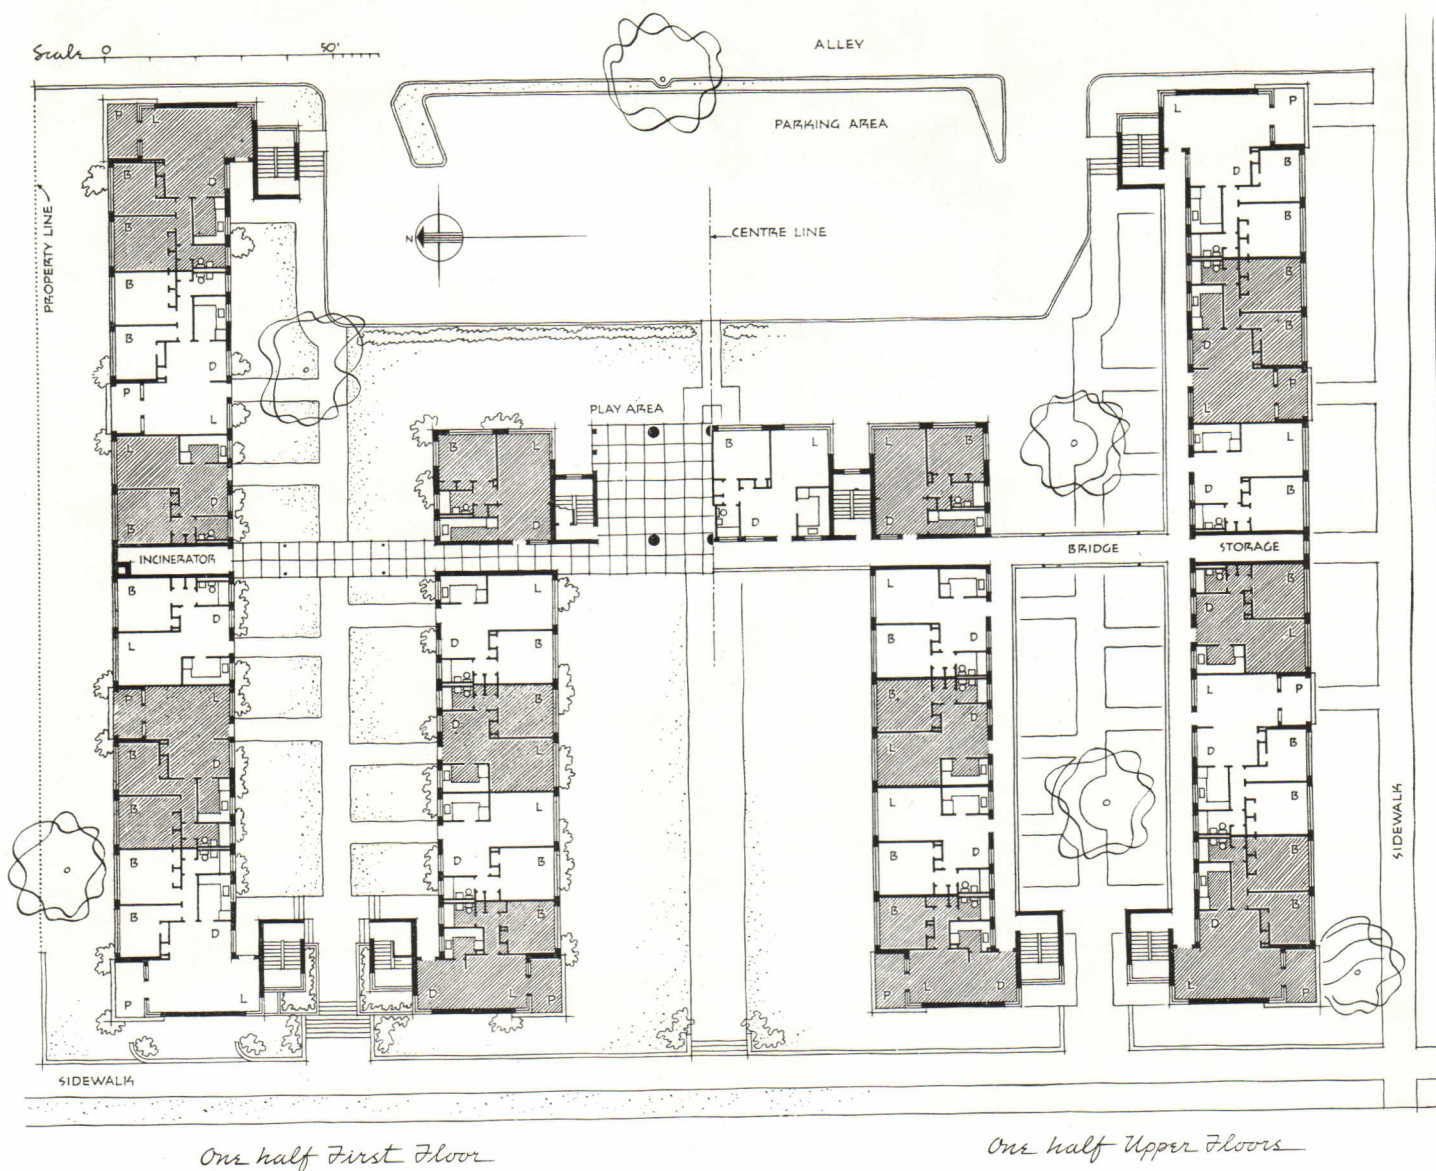 Scale 0 50'
ALLEY
PARKING AREA
PROPERTY LINE
N
CENTRE LINE
PLAY AREA
P L
B D
B
B
B D
P L
L
D
B
INCINERATOR
B
D
L
P L
D
B
B
B
B D
L
P
B L
D
L
D B
B
D
L
L
D B
B
D L P
B L
D
B
L
B D
B
D
L
L
B D
B
P L D
BRIDGE
L P
D B
B
B
D B
L P
L
D B
STORAGE
D
L
L P
D B
B
B
D B
L P
SIDEWALK
SIDEWALK
One half First Floor
One half Upper Floors